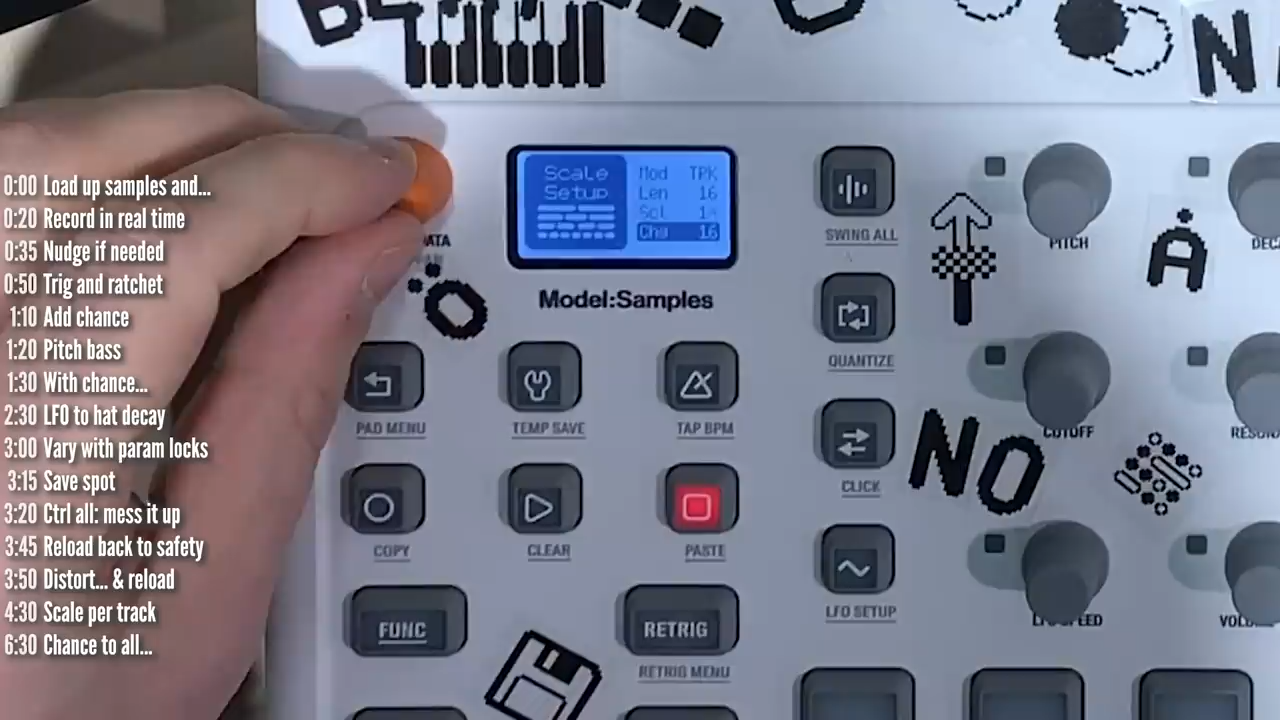 0:00 Load up samples and...
0:20 Record in real time
0:35 Nudge if needed
0:50 Trig and ratchet
1:10 Add chance
1:20 Pitch bass
1:30 With chance...
2:30 LFO to hat decay
3:00 Vary with param locks
3:15 Save spot
3:20 Ctrl all: mess it up
3:45 Reload back to safety
3:50 Distort... & reload
4:30 Scale per track
6:30 Chance to all...
N
Scale
Setup
Mod TPK
Len 16
Scl
Chg 16
Model:Samples
O
PAD MENU
TEMP SAVE
TAP BPM
COPY
CLEAR
PASTE
FUNC
RETRIG
RETRIG MENU
SWING ALL
QUANTIZE
CLICK
LFO SETUP
PITCH
A
CUTOFF
NO
LFO SPEED